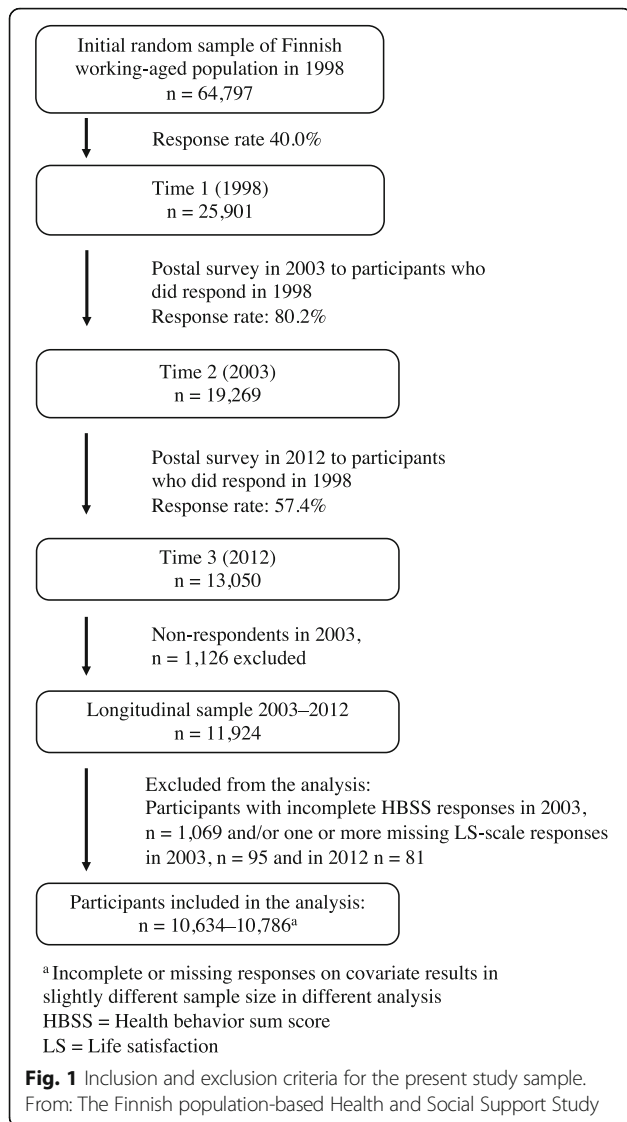 Initial random sample of Finnish
working-aged population in 1998
n = 64,797
Response rate 40.0%
Time 1 (1998)
n = 25,901
Postal survey in 2003 to participants who
did respond in 1998
Response rate: 80.2%
Time 2 (2003)
n = 19,269
Postal survey in 2012 to participants
who did respond in 1998
Response rate: 57.4%
Time 3 (2012)
n = 13,050
Non-respondents in 2003,
n = 1,126 excluded
Longitudinal sample 2003–2012
n = 11,924
Excluded from the analysis:
Participants with incomplete HBSS responses in 2003,
n = 1,069 and/or one or more missing LS-scale responses
in 2003, n = 95 and in 2012 n = 81
Participants included in the analysis:
n = 10,634–10,786ᵃ
ᵃ Incomplete or missing responses on covariate results in
slightly different sample size in different analysis
HBSS = Health behavior sum score
LS = Life satisfaction
Fig. 1 Inclusion and exclusion criteria for the present study sample.
From: The Finnish population-based Health and Social Support Study